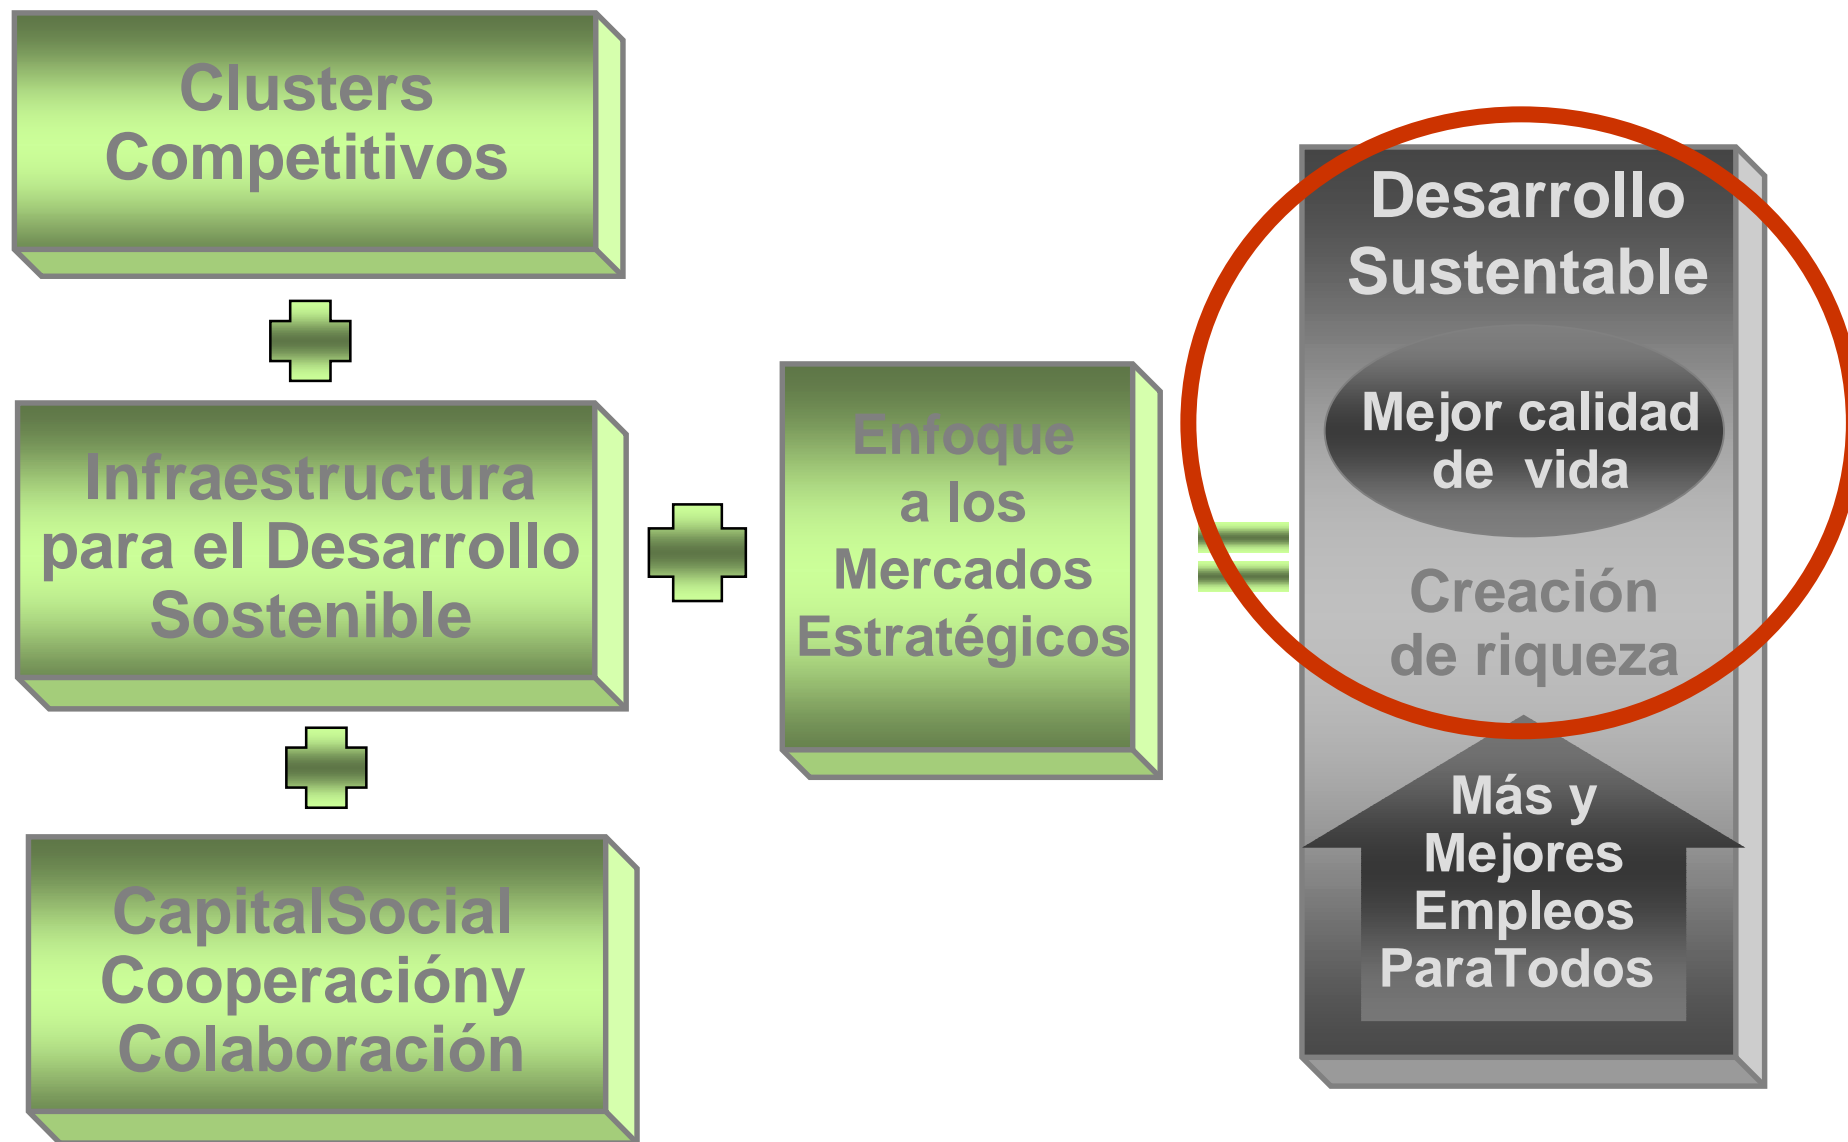 Clusters
Competitivos
Infraestructura
para el Desarrollo
Sostenible
CapitalSocial
Cooperacióny
Colaboración
Enfoque
a los
Mercados
Estratégicos
Desarrollo
Sustentable
Mejor calidad
de vida
Creación
de riqueza
Más y
Mejores
Empleos
ParaTodos